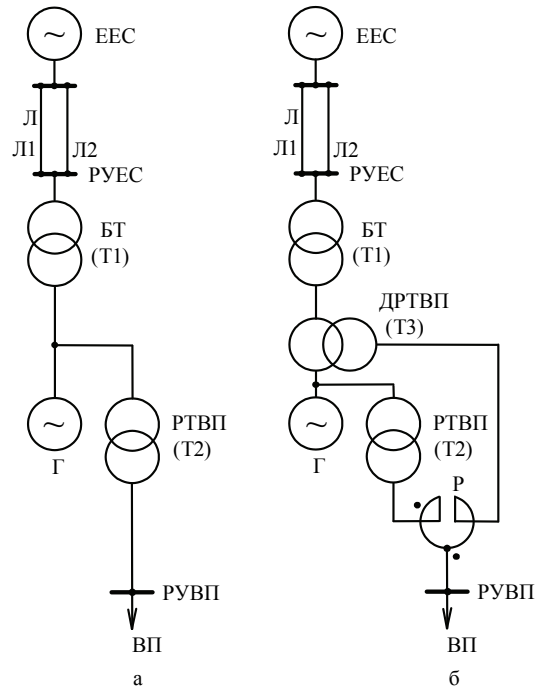 ЕЕС
Л
Л1
Л2
РУЕС
БТ
(Т1)
РТВП
(Т2)
Г
РУВП
ВП
а
ЕЕС
Л
Л1
Л2
РУЕС
БТ
(Т1)
ДРТВП
(Т3)
РТВП
(Т2)
Г
Р
РУВП
ВП
б